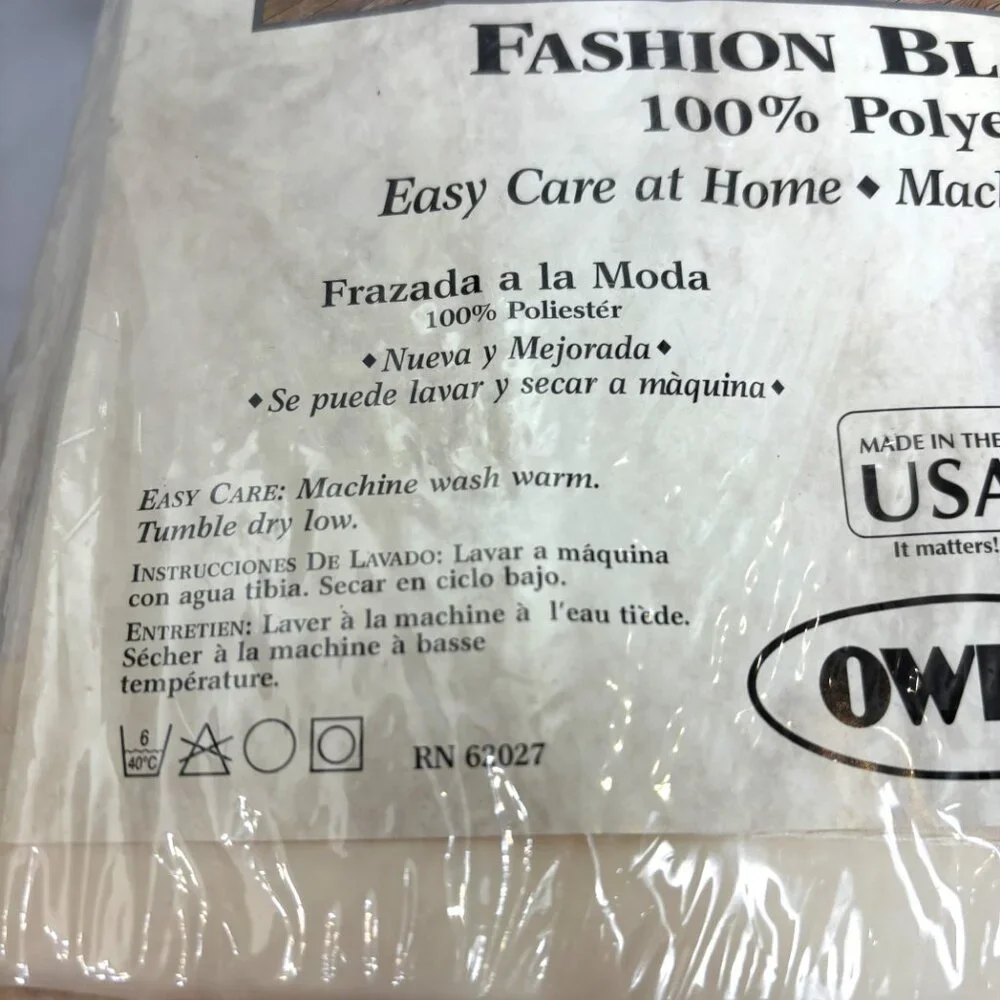 FASHION BL
100% Polye
Easy Care at Home ◆ Mach
Frazada a la Moda
100% Poliestér
◆ Nueva y Mejorada ◆
◆ Se puede lavar y secar a màquina ◆
MADE IN THE
USA
It matters!
EASY CARE: Machine wash warm.
Tumble dry low.
INSTRUCCIONES DE LAVADO: Lavar a máquina
con agua tibia. Secar en ciclo bajo.
ENTRETIEN: Laver à la machine à l'eau tiède.
Sécher à la machine à basse
température.
OWE
6
40°C
RN 62027